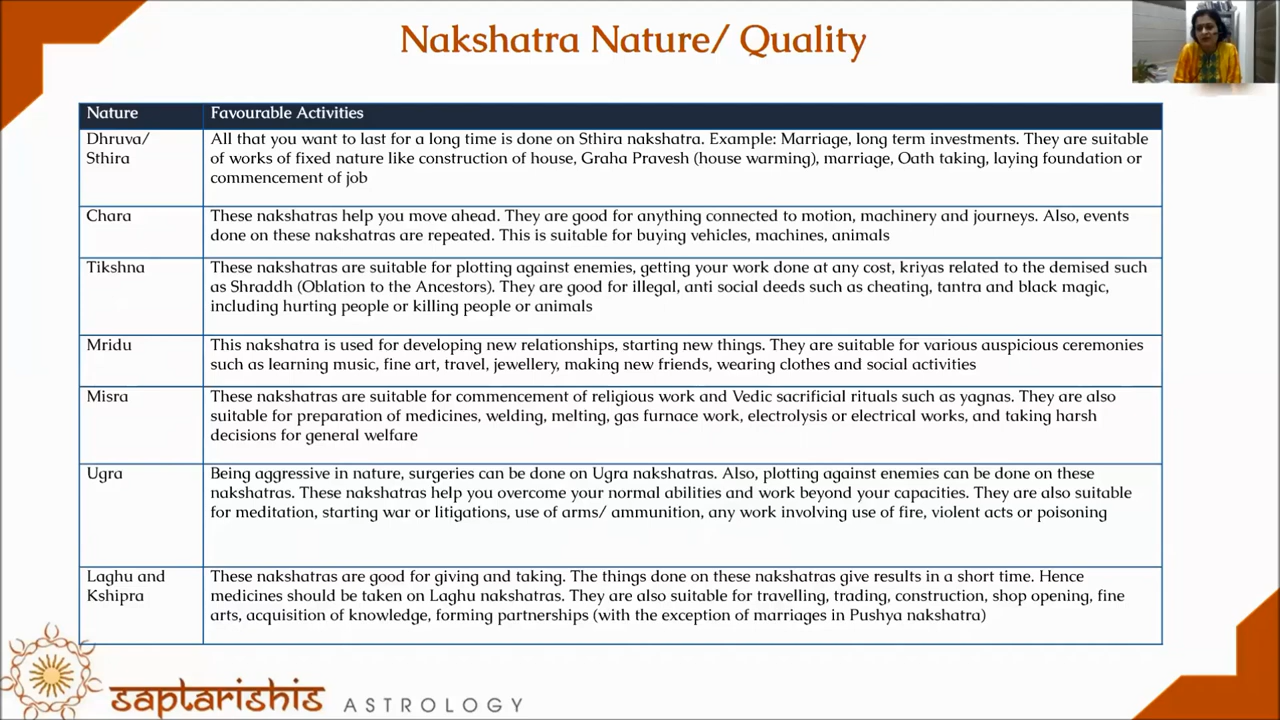 Nakshatra Nature/ Quality
Nature
Favourable Activities
Dhruva/
Sthira
All that you want to last for a long time is done on Sthira nakshatra. Example: Marriage, long term investments. They are suitable
of works of fixed nature like construction of house, Graha Pravesh (house warming), marriage, Oath taking, laying foundation or
commencement of job
Chara
These nakshatras help you move ahead. They are good for anything connected to motion, machinery and journeys. Also, events
done on these nakshatras are repeated. This is suitable for buying vehicles, machines, animals
Tikshna
These nakshatras are suitable for plotting against enemies, getting your work done at any cost, kriyas related to the demised such
as Shraddh (Oblation to the Ancestors). They are good for illegal, anti social deeds such as cheating, tantra and black magic,
including hurting people or killing people or animals
Mridu
This nakshatra is used for developing new relationships, starting new things. They are suitable for various auspicious ceremonies
such as learning music, fine art, travel, jewellery, making new friends, wearing clothes and social activities
Misra
These nakshatras are suitable for commencement of religious work and Vedic sacrificial rituals such as yagnas. They are also
suitable for preparation of medicines, welding, melting, gas furnace work, electrolysis or electrical works, and taking harsh
decisions for general welfare
Ugra
Being aggressive in nature, surgeries can be done on Ugra nakshatras. Also, plotting against enemies can be done on these
nakshatras. These nakshatras help you overcome your normal abilities and work beyond your capacities. They are also suitable
for meditation, starting war or litigations, use of arms/ ammunition, any work involving use of fire, violent acts or poisoning
Laghu and
Kshipra
These nakshatras are good for giving and taking. The things done on these nakshatras give results in a short time. Hence
medicines should be taken on Laghu nakshatras. They are also suitable for travelling, trading, construction, shop opening, fine
arts, acquisition of knowledge, forming partnerships (with the exception of marriages in Pushya nakshatra)
saptarishis ASTROLOGY